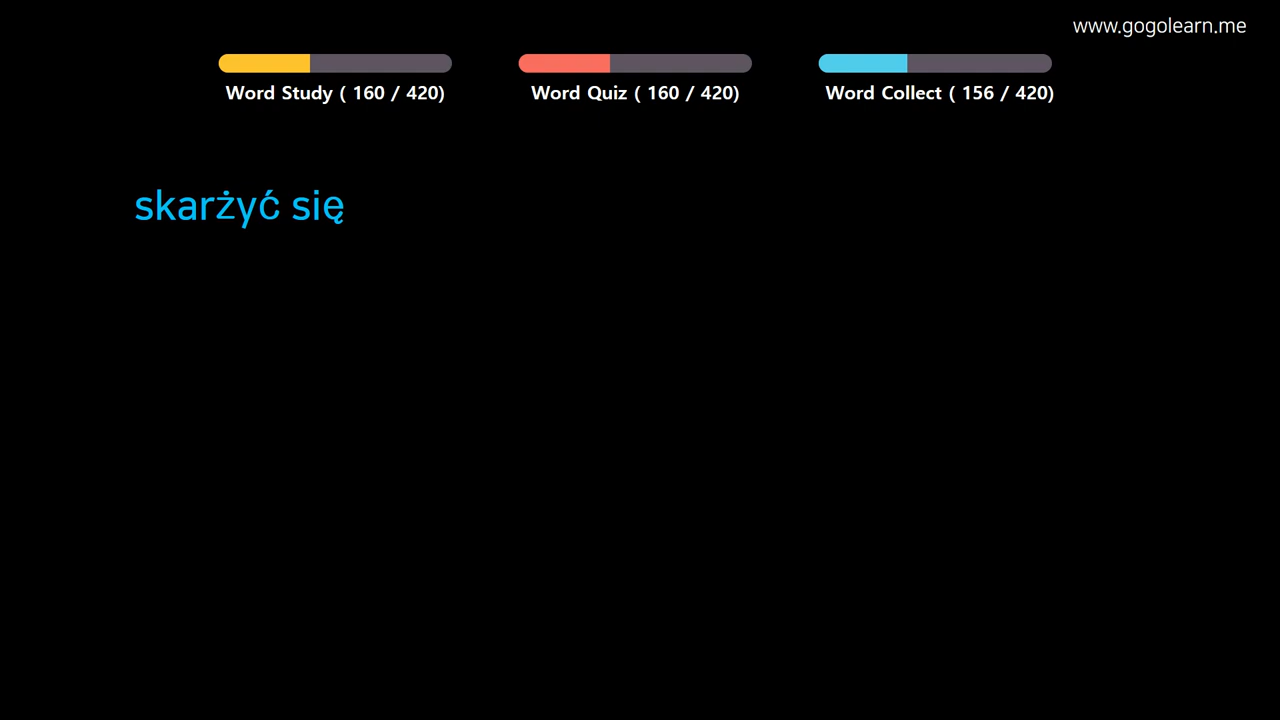 www.gogolearn.me
Word Study ( 160 / 420)
Word Quiz ( 160 / 420)
Word Collect ( 156 / 420)
skarżyć się